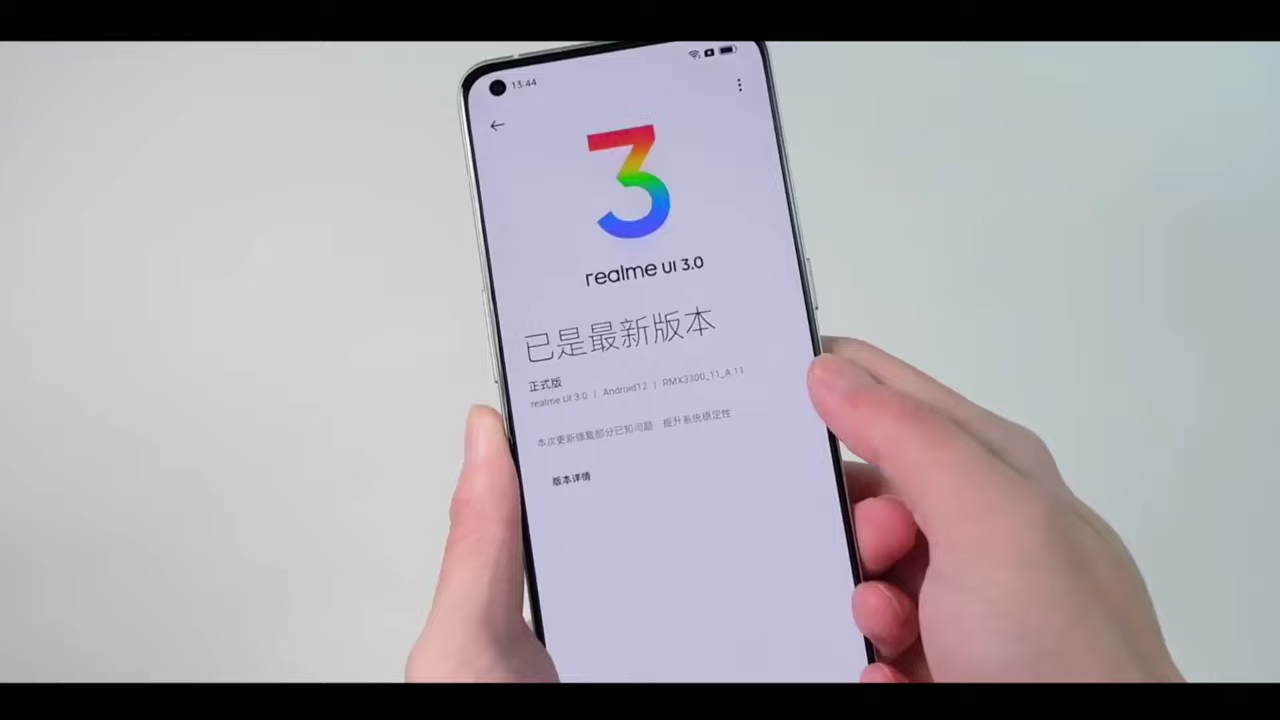 13:44
3
realme UI 3.0
已是最新版本
正式版
realme UI 3.0 | Android12 | RMX3300_11_A.11
本次更新修复部分已知问题 提升系统稳定性
版本详情